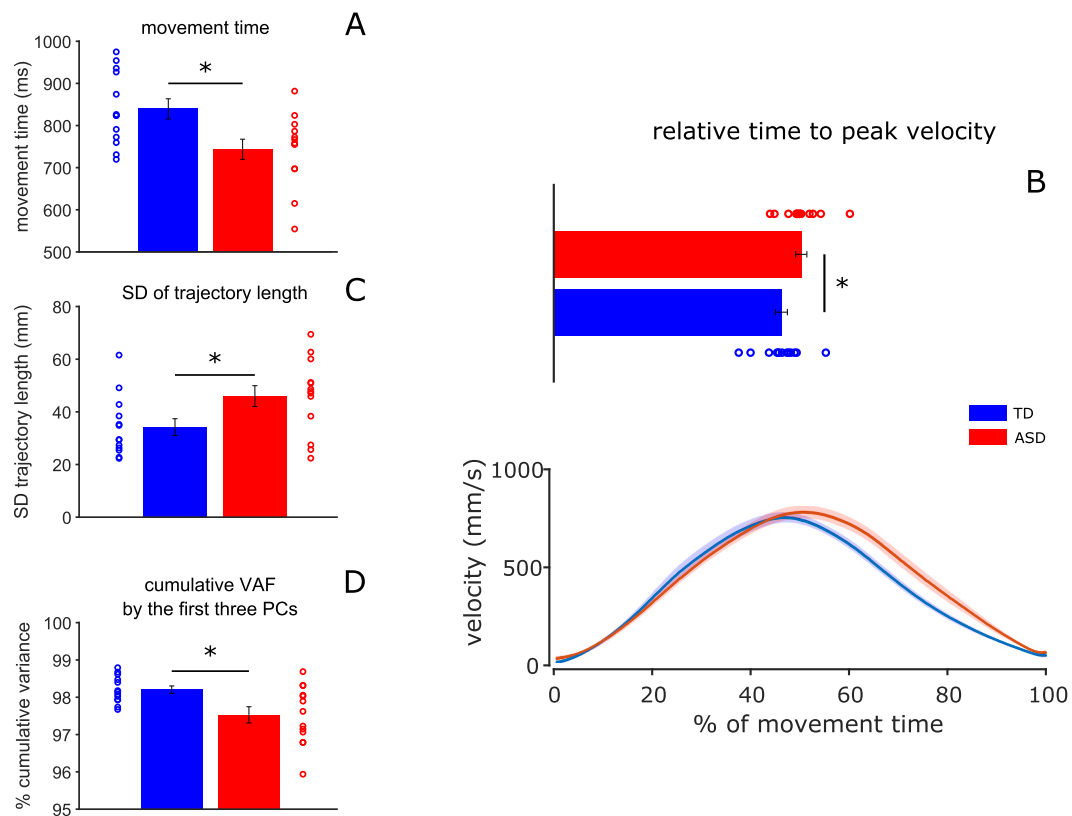 A
movement time
movement time (ms)
1000
900
800
700
600
500
*
relative time to peak velocity
B
*
TD
ASD
velocity (mm/s)
1000
500
0
0 20 40 60 80 100
% of movement time
C
SD of trajectory length
SD trajectory length (mm)
80
60
40
20
0
*
D
cumulative VAF
by the first three PCs
% cumulative variance
100
99
98
97
96
95
*